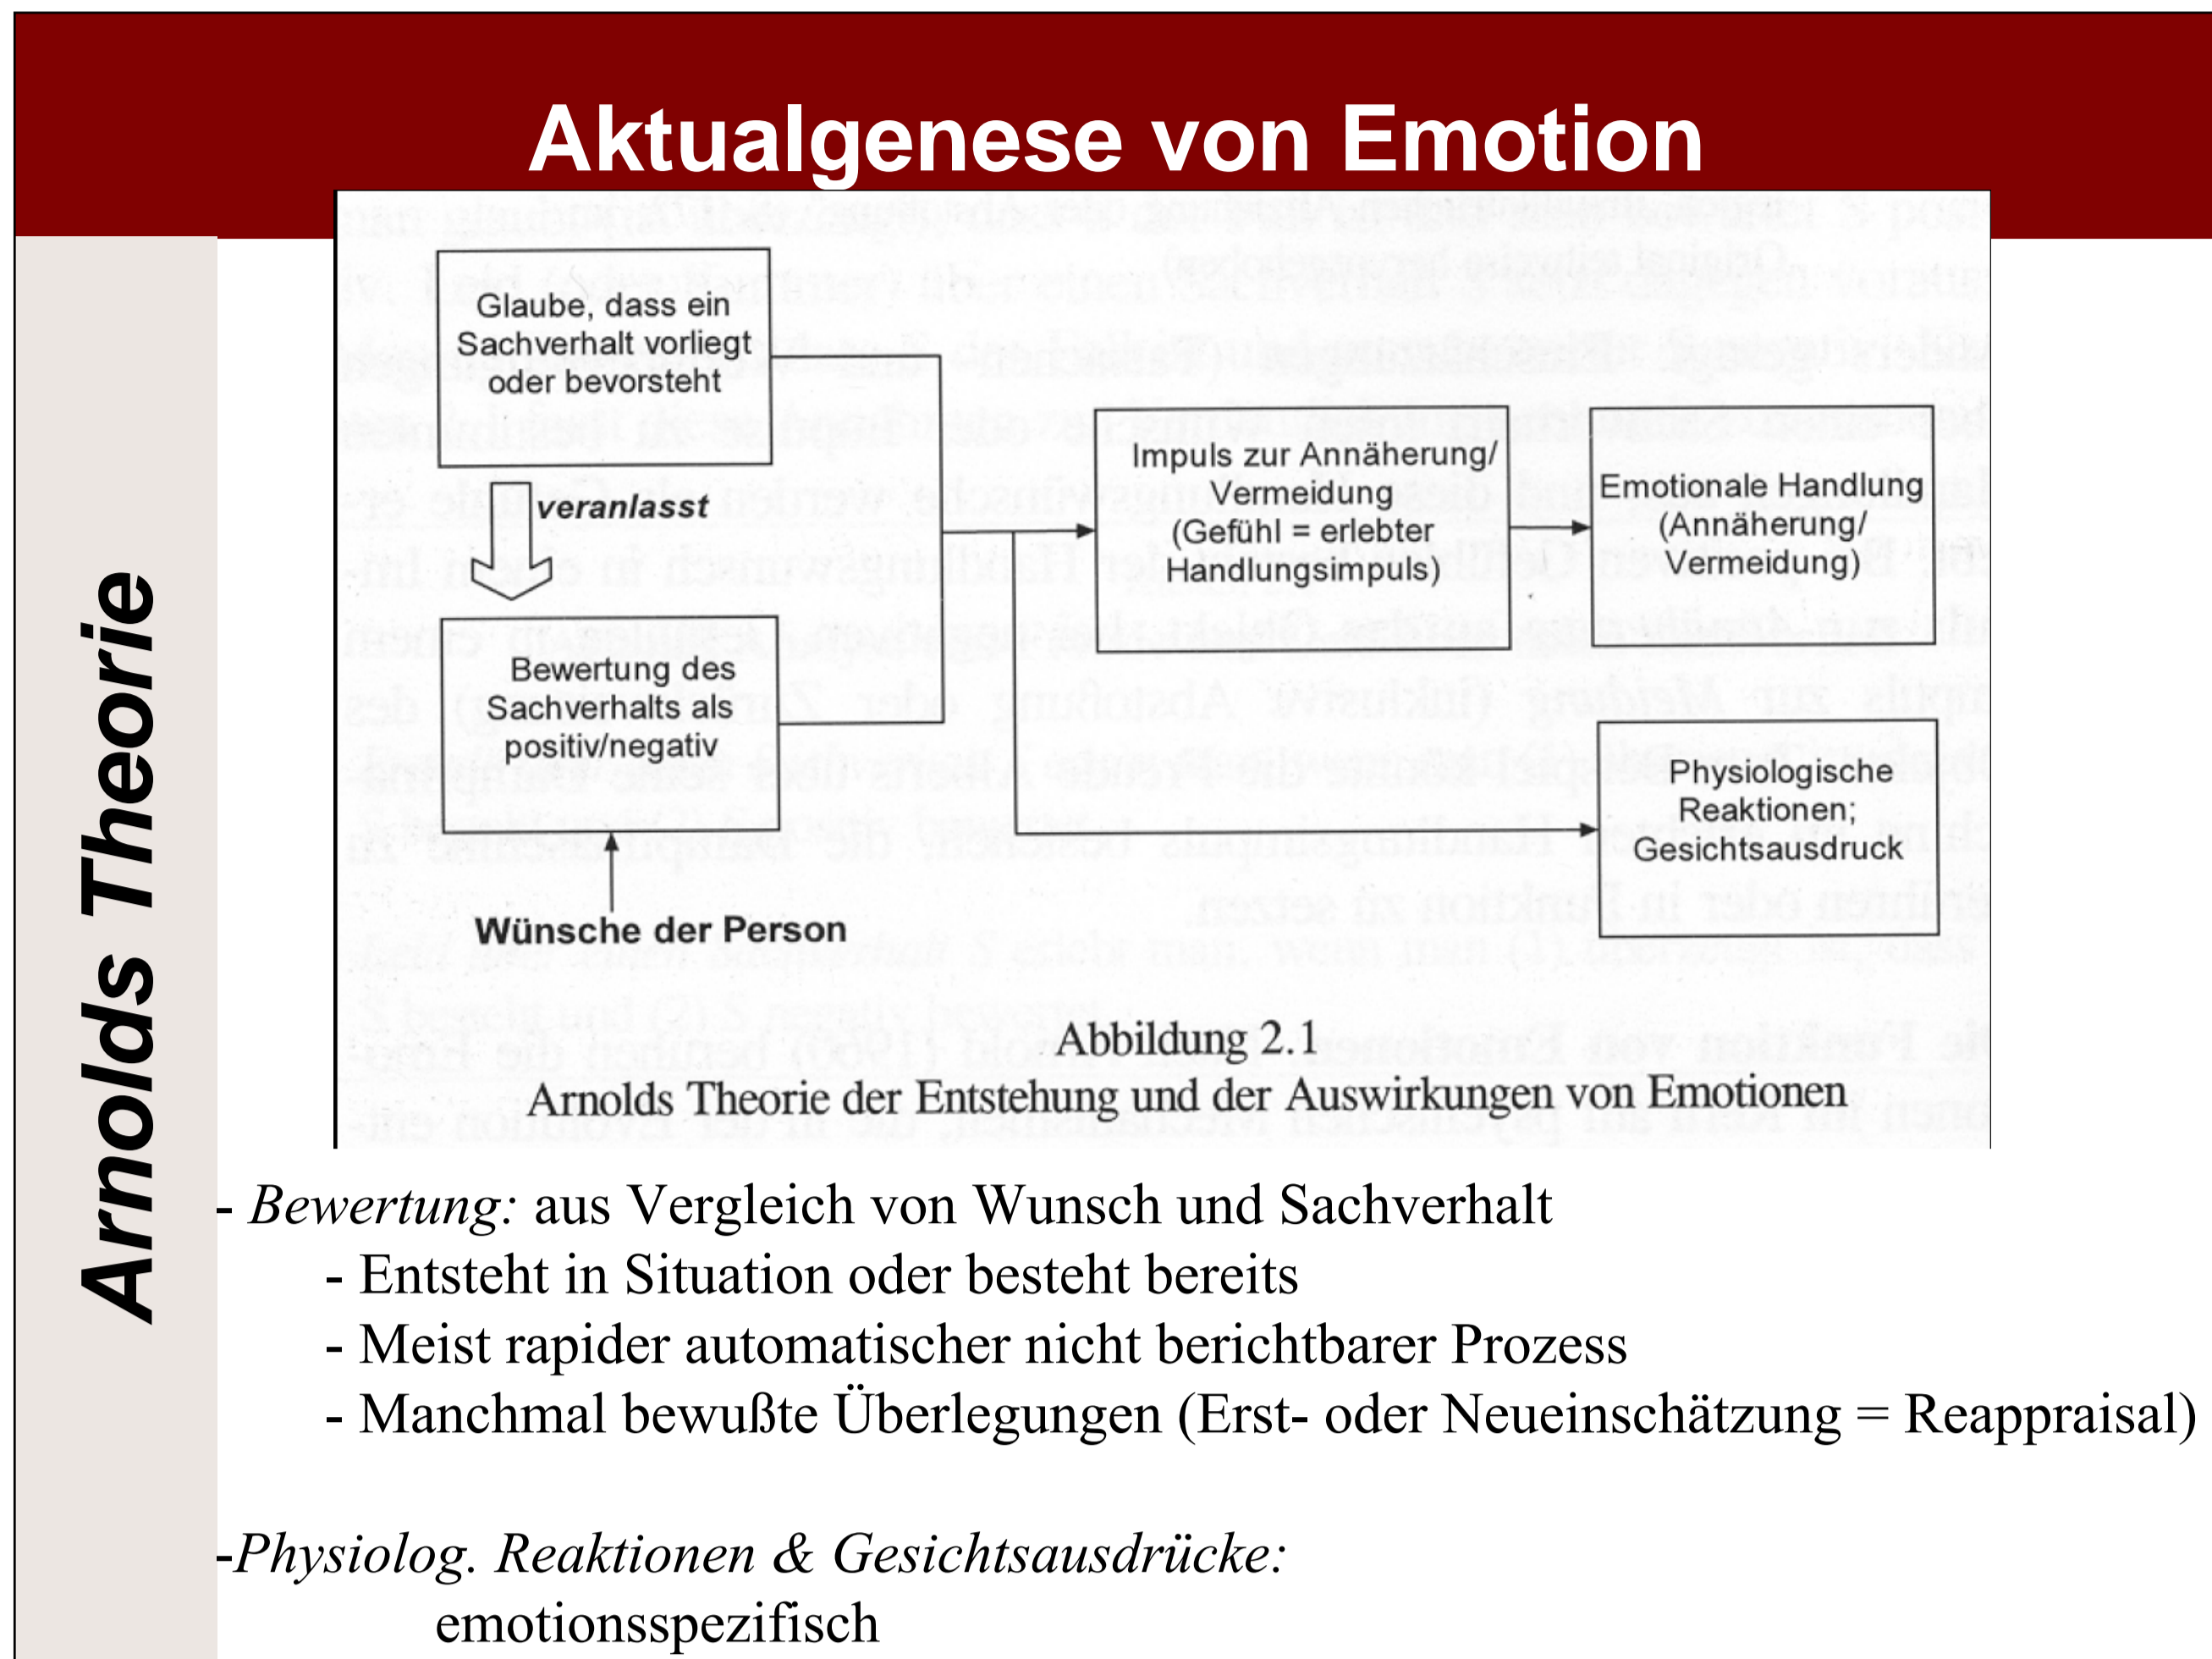 Aktualgenese von Emotion
Arnolds Theorie
Glaube, dass ein
Sachverhalt vorliegt
oder bevorsteht
veranlasst
Bewertung des
Sachverhalts als
positiv/negativ
Wünsche der Person
Impuls zur Annäherung/
Vermeidung
(Gefühl = erlebter
Handlungsimpuls)
Emotionale Handlung
(Annäherung/
Vermeidung)
Physiologische
Reaktionen;
Gesichtsausdruck
Abbildung 2.1
Arnolds Theorie der Entstehung und der Auswirkungen von Emotionen
- Bewertung: aus Vergleich von Wunsch und Sachverhalt
- Entsteht in Situation oder besteht bereits
- Meist rapider automatischer nicht berichtbarer Prozess
- Manchmal bewußte Überlegungen (Erst- oder Neueinschätzung = Reappraisal)
-Physiolog. Reaktionen & Gesichtsausdrücke:
emotionsspezifisch